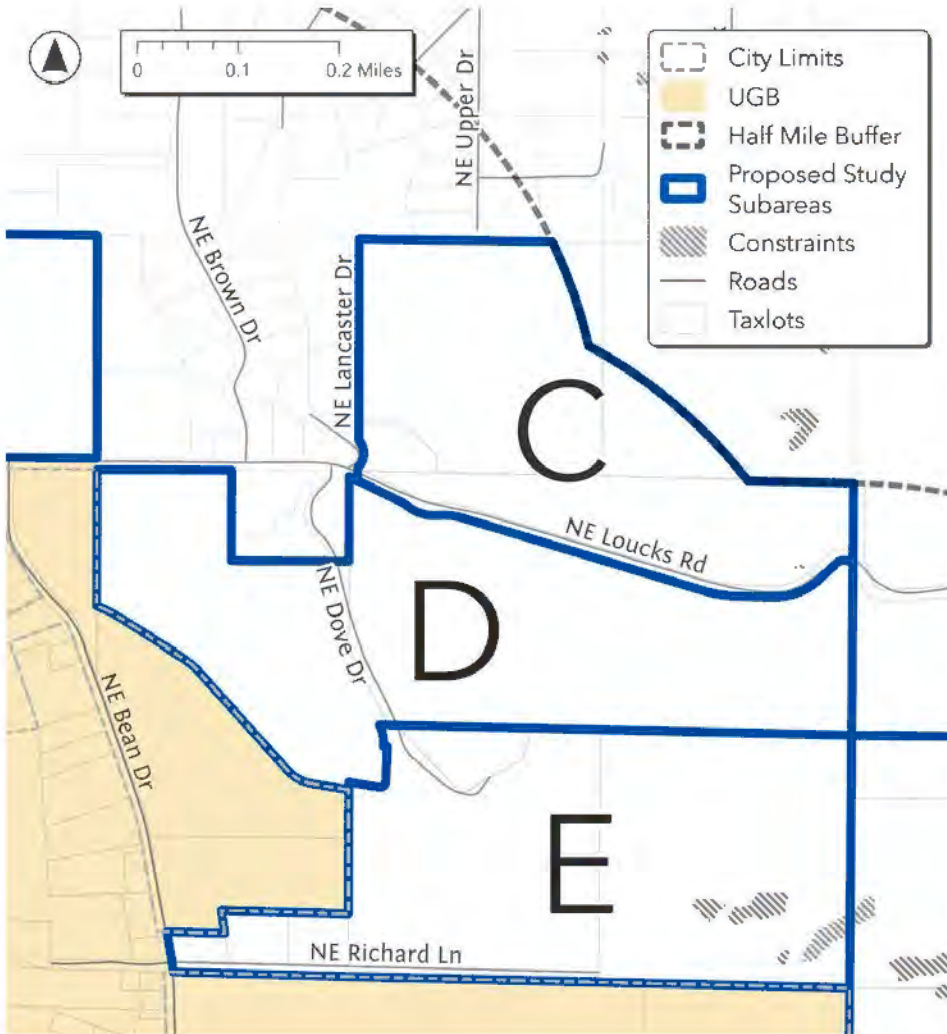 0 0.1 0.2 Miles
City Limits
UGB
Half Mile Buffer
Proposed Study
Subareas
Constraints
Roads
Taxlots
NE Upper Dr
NE Brown Dr
NE Lancaster Dr
C
NE Loucks Rd
D
NE Dove Dr
NE Bean Dr
E
NE Richard Ln